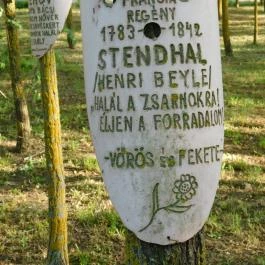 FRANCIA
REGÉNY
1783-1842
STENDHAL
/HENRI BEYLE/
"HALÁL A ZSARNOKRA!
ÉLJEN A FORRADALOM
-VÖRÖS és FEKETE-